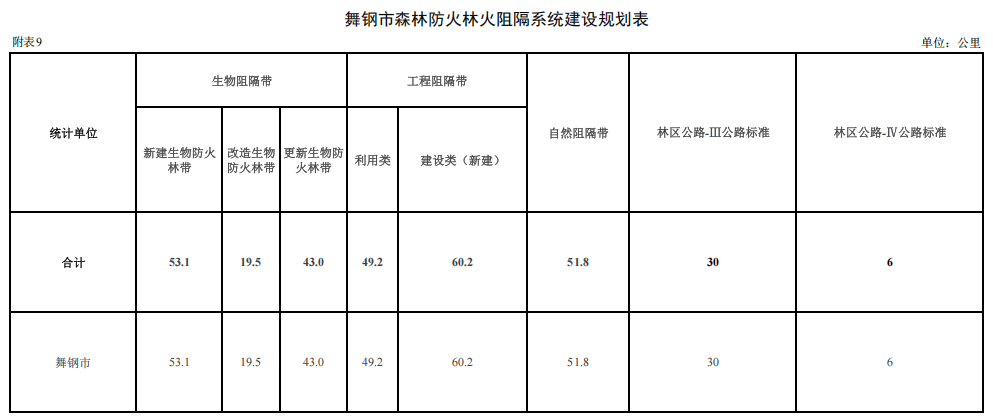 舞钢市森林防火林火阻隔系统建设规划表
附表9 单位：公里
统计单位 生物阻隔带 工程阻隔带 自然阻隔带 林区公路-Ⅲ公路标准 林区公路-Ⅳ公路标准
新建生物防火 改造生物 更新生物防 利用类 建设类（新建）
林带 防火林带 火林带
合计 53.1 19.5 43.0 49.2 60.2 51.8 30 6
舞钢市 53.1 19.5 43.0 49.2 60.2 51.8 30 6